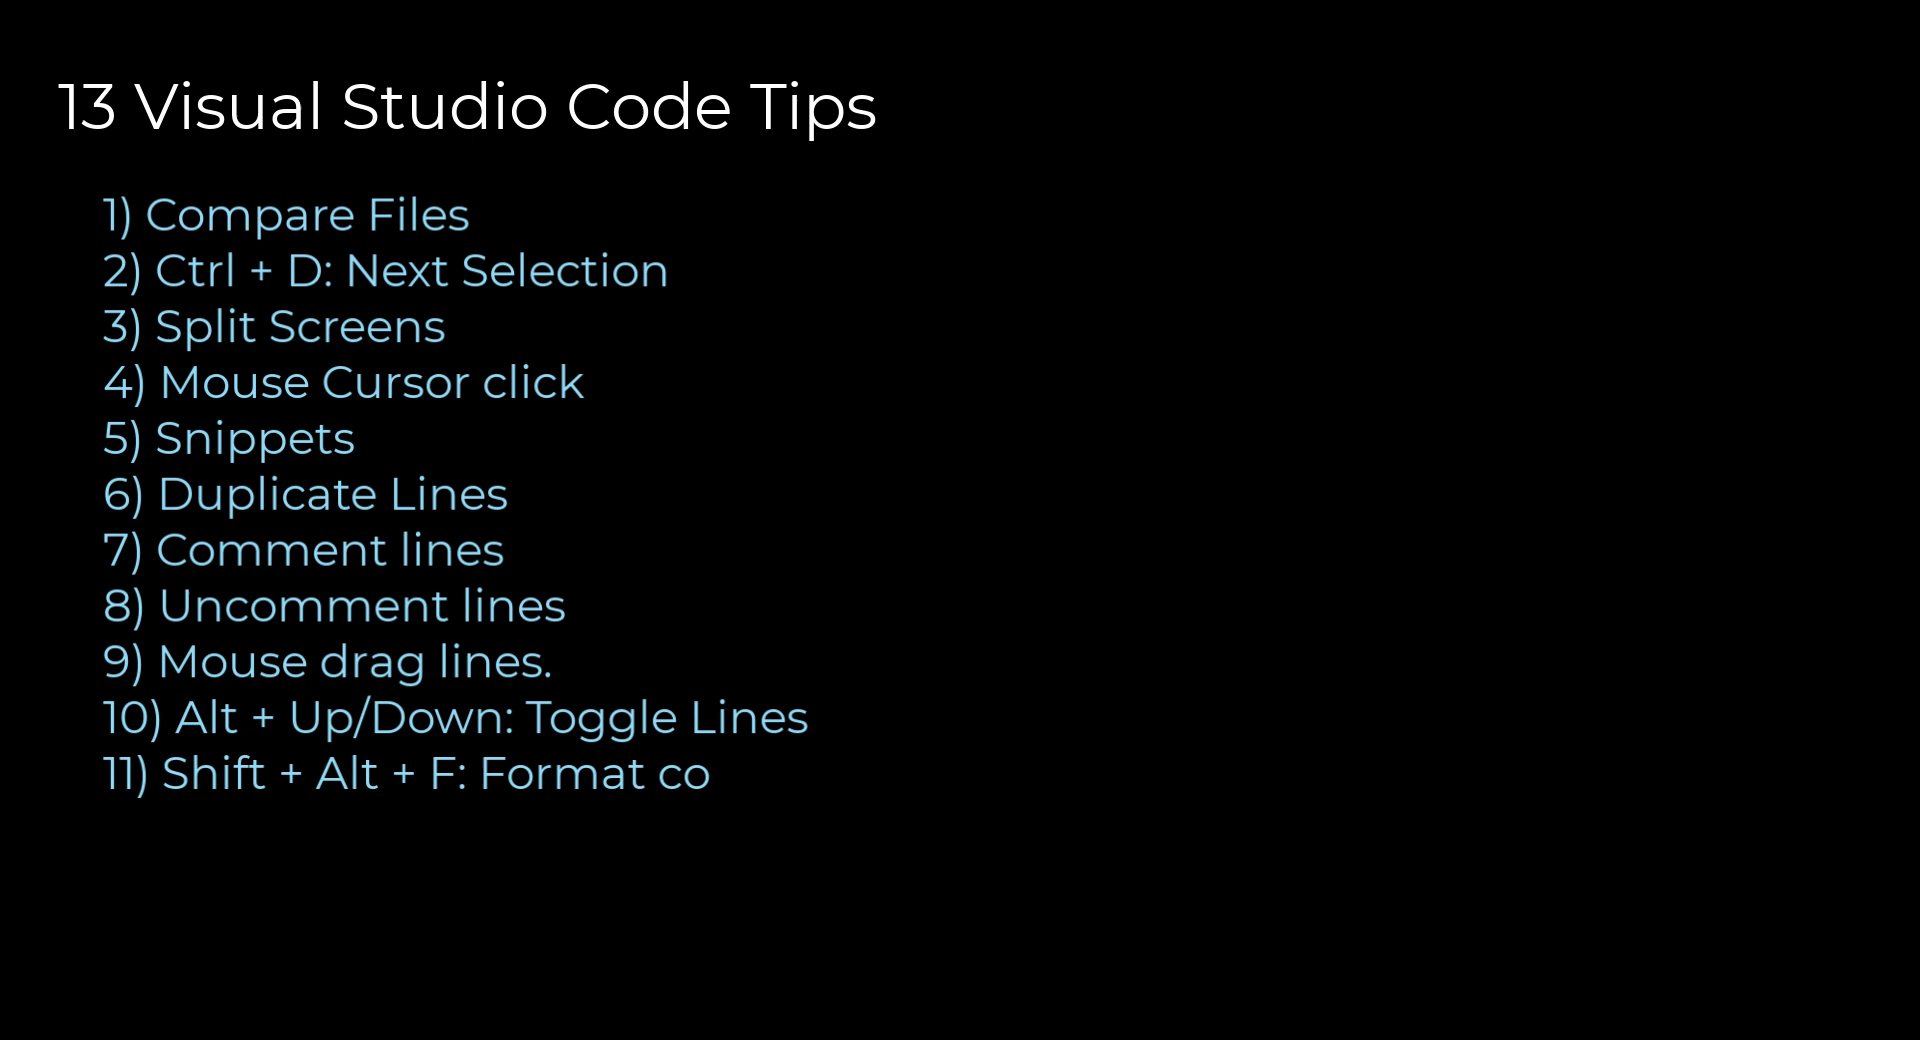 13 Visual Studio Code Tips
1) Compare Files
2) Ctrl + D: Next Selection
3) Split Screens
4) Mouse Cursor click
5) Snippets
6) Duplicate Lines
7) Comment lines
8) Uncomment lines
9) Mouse drag lines.
10) Alt + Up/Down: Toggle Lines
11) Shift + Alt + F: Format co